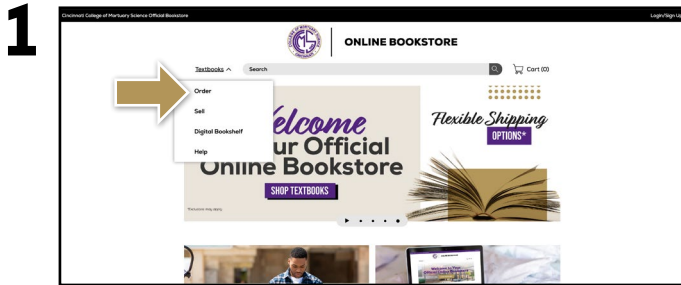 1
Cincinnati College of Mortuary Science Official Bookstore
Login/Sign Up
ONLINE BOOKSTORE
Textbooks
Search
Cart (0)
Order
Sell
Digital Bookshelf
Help
Welcome
ur Official
Online Bookstore
SHOP TEXTBOOKS
Flexible Shipping
OPTIONS*